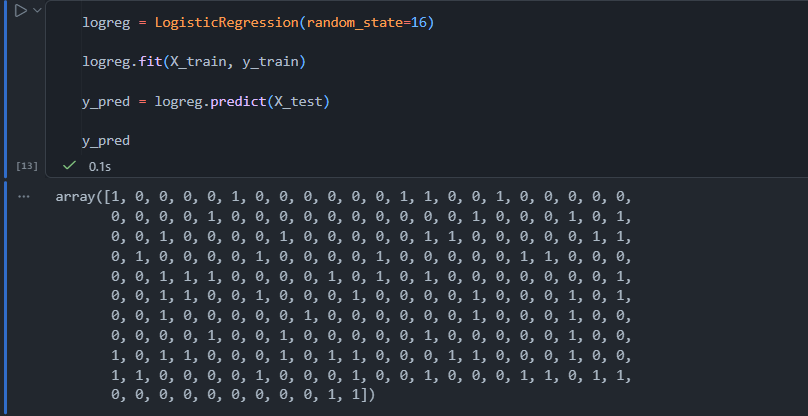 logreg = LogisticRegression(random_state=16)
logreg.fit(X_train, y_train)
y_pred = logreg.predict(X_test)
y_pred
[13]
0.1s
array([1, 0, 0, 0, 0, 1, 0, 0, 0, 0, 0, 0, 1, 1, 0, 0, 1, 0, 0, 0, 0, 0,
0, 0, 0, 0, 1, 0, 0, 0, 0, 0, 0, 0, 0, 0, 0, 1, 0, 0, 0, 1, 0, 1,
0, 0, 1, 0, 0, 0, 0, 1, 0, 0, 0, 0, 0, 1, 1, 0, 0, 0, 0, 0, 1, 1,
0, 1, 0, 0, 0, 0, 1, 0, 0, 0, 0, 1, 0, 0, 0, 0, 0, 1, 1, 0, 0, 0,
0, 0, 1, 1, 1, 0, 0, 0, 0, 1, 0, 1, 0, 1, 0, 0, 0, 0, 0, 0, 0, 1,
0, 0, 1, 1, 0, 0, 1, 0, 0, 0, 1, 0, 0, 0, 0, 1, 0, 0, 0, 1, 0, 1,
0, 0, 1, 0, 0, 0, 0, 0, 1, 0, 0, 0, 0, 0, 0, 1, 0, 0, 0, 1, 0, 0,
0, 0, 0, 0, 1, 0, 0, 1, 0, 0, 0, 0, 0, 1, 0, 0, 0, 0, 0, 1, 0, 0,
1, 0, 1, 1, 0, 0, 0, 1, 0, 1, 1, 0, 0, 0, 1, 1, 0, 0, 0, 1, 0, 0,
1, 1, 0, 0, 0, 0, 1, 0, 0, 0, 1, 0, 0, 1, 0, 0, 0, 1, 1, 0, 1, 1,
0, 0, 0, 0, 0, 0, 0, 0, 0, 1, 1])